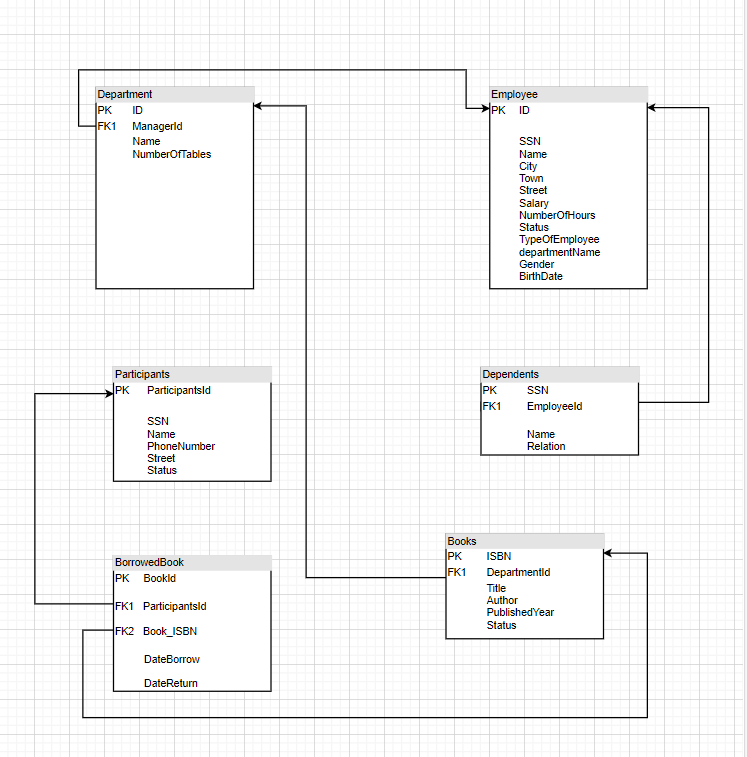 Department
PK ID
FK1 ManagerId
Name
NumberOfTables
Employee
PK ID
SSN
Name
City
Town
Street
Salary
NumberOfHours
Status
TypeOfEmployee
departmentName
Gender
BirthDate
Participants
PK ParticipantsId
SSN
Name
PhoneNumber
Street
Status
Dependents
PK SSN
FK1 EmployeeId
Name
Relation
BorrowedBook
PK BookId
FK1 ParticipantsId
FK2 Book_ISBN
DateBorrow
DateReturn
Books
PK ISBN
FK1 DepartmentId
Title
Author
PublishedYear
Status